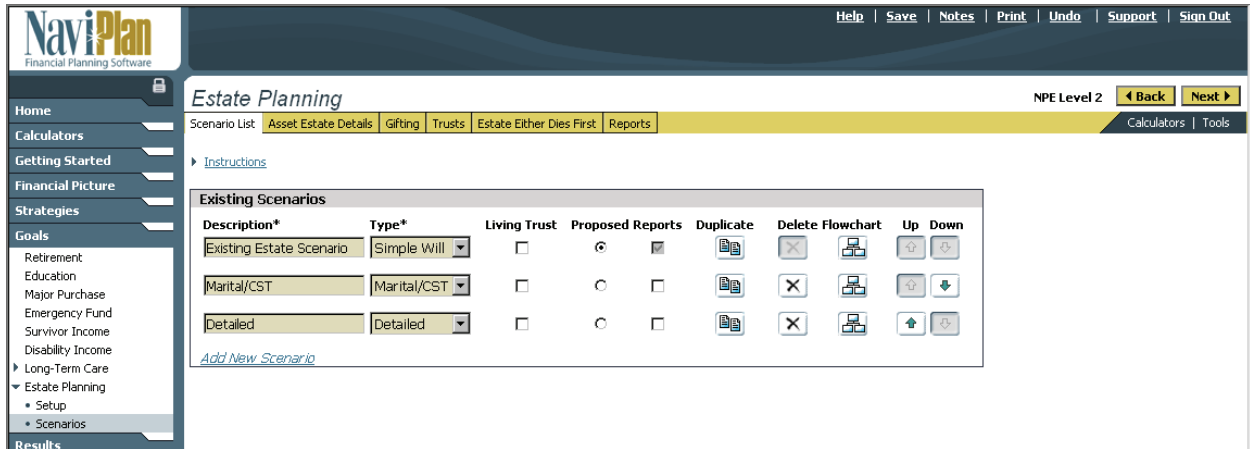 NaviPlan
Financial Planning Software
Help | Save | Notes | Print | Undo | Support | Sign Out
Estate Planning
NPE Level 2 Back Next
Scenario List Asset Estate Details Gifting Trusts Estate Either Dies First Reports
Calculators | Tools
Home
Calculators
Getting Started
Financial Picture
Strategies
Goals
Retirement
Education
Major Purchase
Emergency Fund
Survivor Income
Disability Income
Long-Term Care
Estate Planning
• Setup
• Scenarios
Results
Instructions
Existing Scenarios
Description* Type* Living Trust Proposed Reports Duplicate Delete Flowchart Up Down
Existing Estate Scenario Simple Will
Marital/CST Marital/CST
Detailed Detailed
Add New Scenario